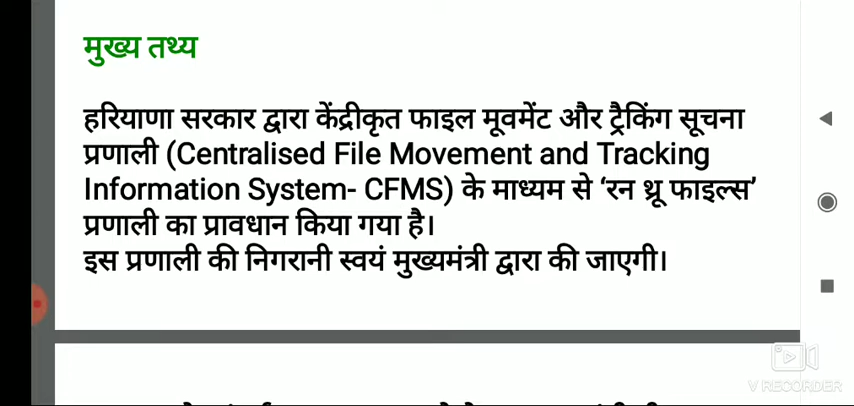 मुख्य तथ्य
हरियाणा सरकार द्वारा केंद्रीकृत फाइल मूवमेंट और ट्रैकिंग सूचना
प्रणाली (Centralised File Movement and Tracking
Information System- CFMS) के माध्यम से ‘रन थ्रू फाइल्स’
प्रणाली का प्रावधान किया गया है।
इस प्रणाली की निगरानी स्वयं मुख्यमंत्री द्वारा की जाएगी।
V RECORDER